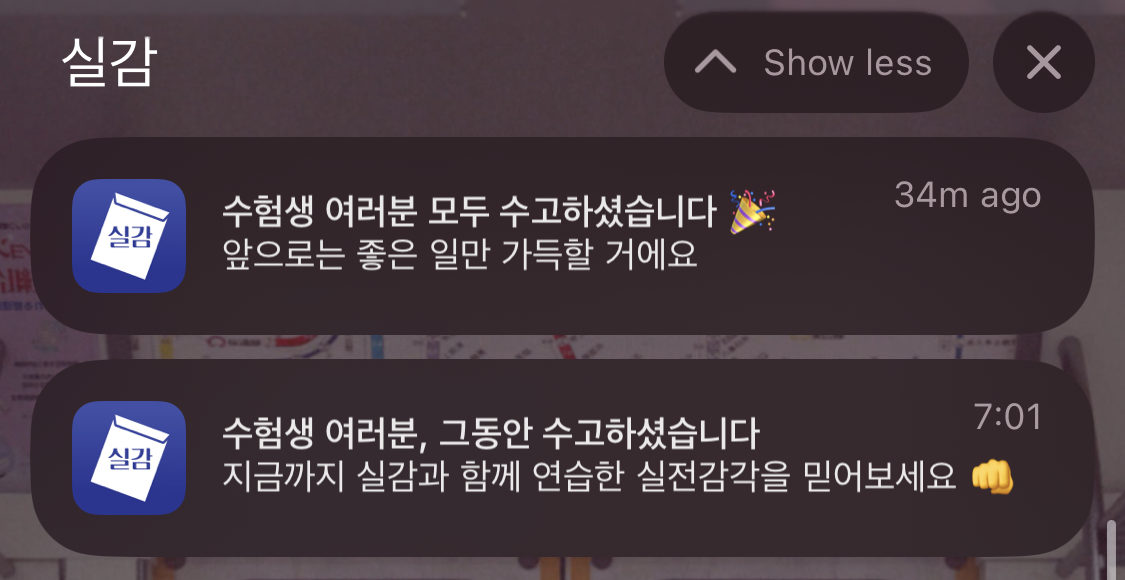 실감
Show less
실감
수험생 여러분 모두 수고하셨습니다 🎉
34m ago
앞으로는 좋은 일만 가득할 거에요
실감
수험생 여러분, 그동안 수고하셨습니다
7:01
지금까지 실감과 함께 연습한 실전감각을 믿어보세요 👊